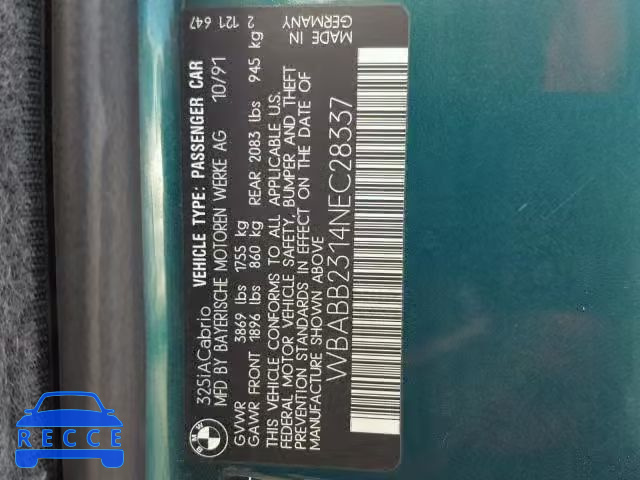 BMW
325iACabrio
VEHICLE TYPE: PASSENGER CAR
MFD BY BAYERISCHE MOTOREN WERKE AG 10/91
GVWR 3869 lbs 1755 kg
GAWR FRONT 1896 lbs 860 kg REAR 2083 lbs 945 kg
THIS VEHICLE CONFORMS TO ALL APPLICABLE U.S.
FEDERAL MOTOR VEHICLE SAFETY, BUMPER AND THEFT
PREVENTION STANDARDS IN EFFECT ON THE DATE OF
MANUFACTURE SHOWN ABOVE
WBABB2314NEC28337
2 121 647
MADE IN
GERMANY
RECCE